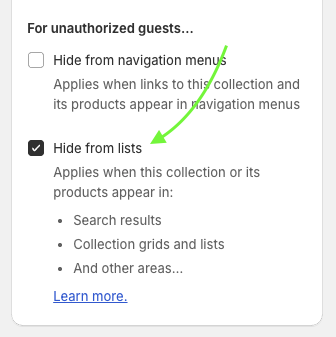 For unauthorized guests...
Hide from navigation menus
Applies when links to this collection and
its products appear in navigation menus
Hide from lists
Applies when this collection or its
products appear in:
• Search results
• Collection grids and lists
• And other areas...
Learn more.